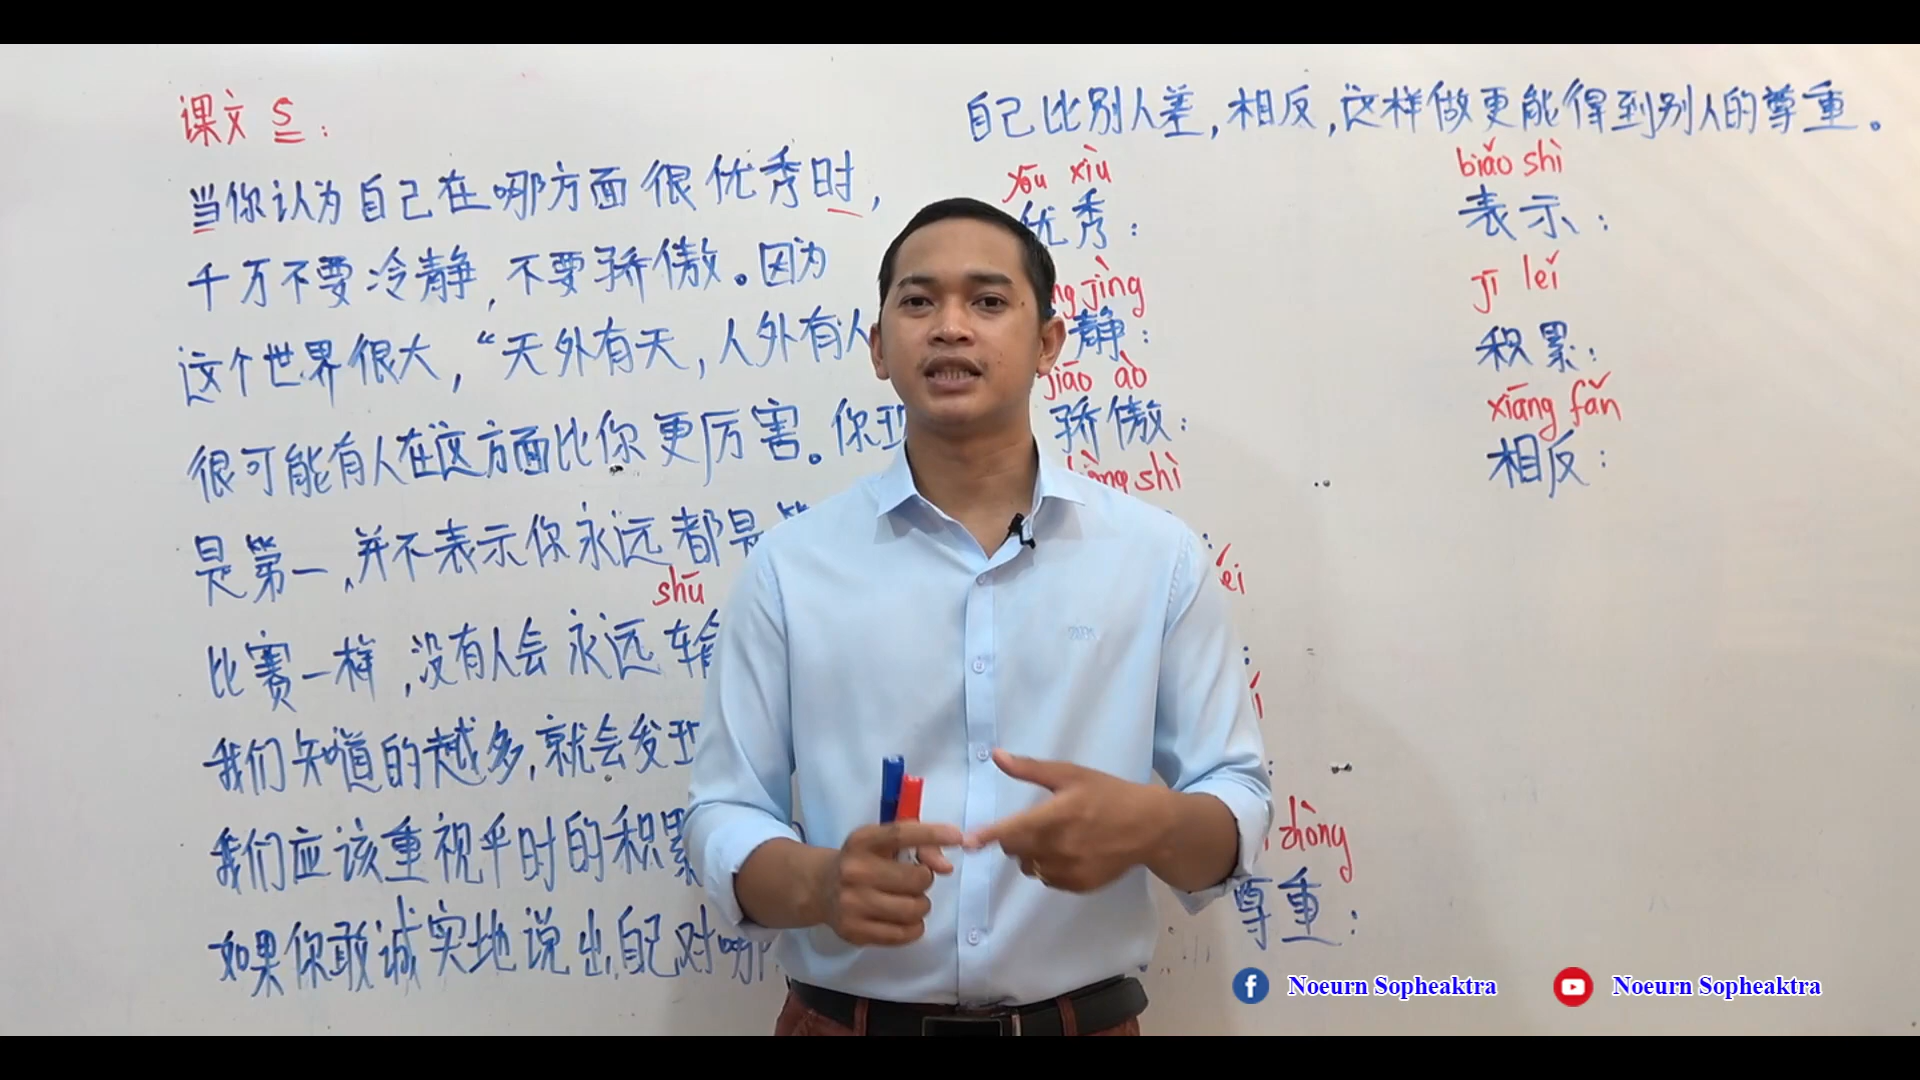 课文 5：
当你认为自己在哪方面很优秀时，
千万不要冷静，不要骄傲。因为
这个世界很大，“天外有天，人外有人
很可能有人在这方面比你更厉害。你现
是第一，并不表示你永远都是第
shū
比赛一样，没有人会永远输
我们知道的越多，就会发现
我们应该重视平时的积累
如果你敢诚实地说出自己对哪
自己比别人差，相反，这样做更能得到别人的尊重。
yōu xiù
优秀：
ng jìng
静：
jiāo ào
骄傲：
shì
éi
zhòng
尊重：
biǎo shì
表示：
jī leǐ
积累：
xiāng fǎn
相反：
Noeurn Sopheaktra
Noeurn Sopheaktra